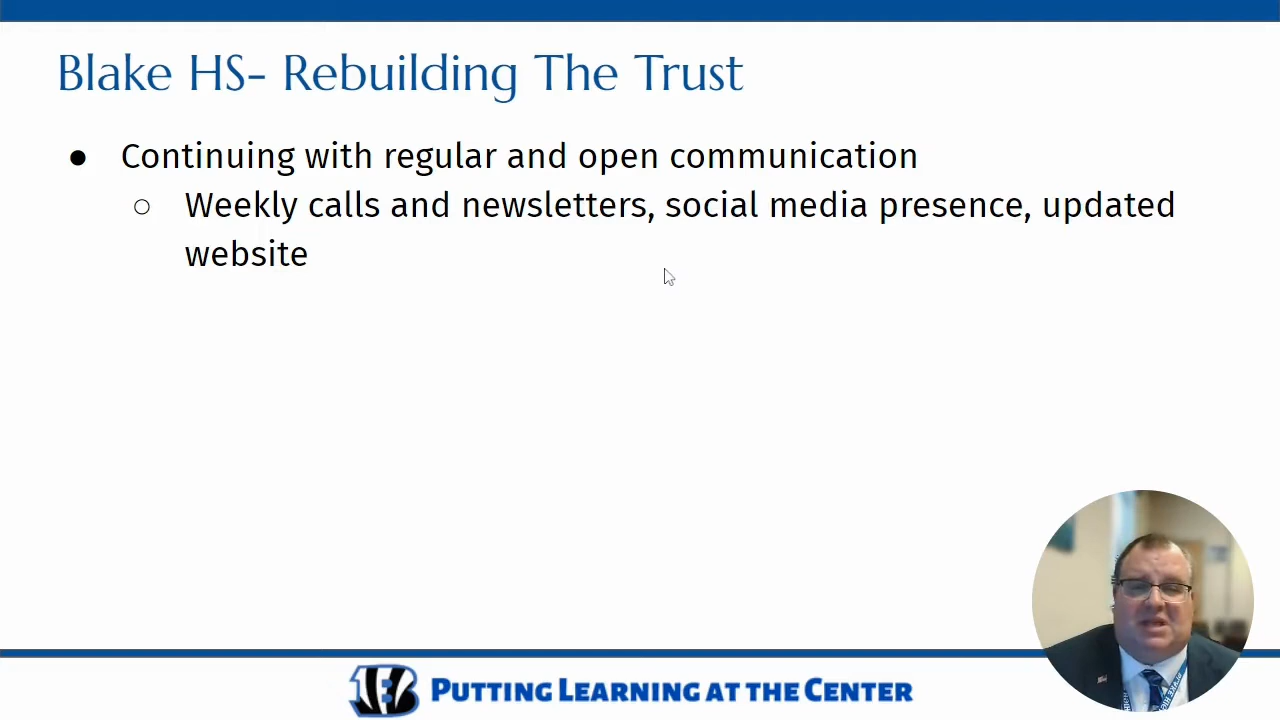 Blake HS- Rebuilding The Trust
● Continuing with regular and open communication
○ Weekly calls and newsletters, social media presence, updated
website
PUTTING LEARNING AT THE CENTER